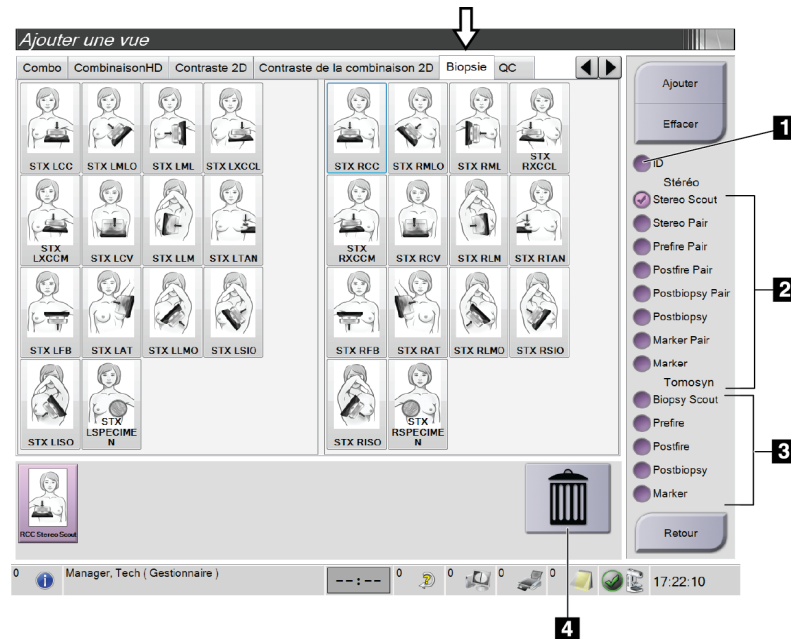 Ajouter une vue
Combo CombinaisonHD Contraste 2D Contraste de la combinaison 2D Biopsie QC
STX LCC STX LMLO STX LML STX LXCCL
STX LXCCM STX LCV STX LLM STX LTAN
STX LFB STX LAT STX LLMO STX LSIO
STX LISO STX LSPECIMEN
STX RCC STX RMLO STX RML STX RXCCL
STX RXCCM STX RCV STX RLM STX RTAN
STX RFB STX RAT STX RLMO STX RSIO
STX RISO STX RSPECIMEN
Ajouter
Effacer
1
ID
Stéréo
Stereo Scout
Stereo Pair
Prefire Pair
Postfire Pair
Postbiopsy Pair
2
Postbiopsy
Marker Pair
Marker
Tomosyn
Biopsy Scout
Prefire
Postfire
3
Postbiopsy
Marker
Retour
RCC Stereo Scout
0 Manager, Tech ( Gestionnaire ) --:-- 0 0 0 0 17:22:10
4